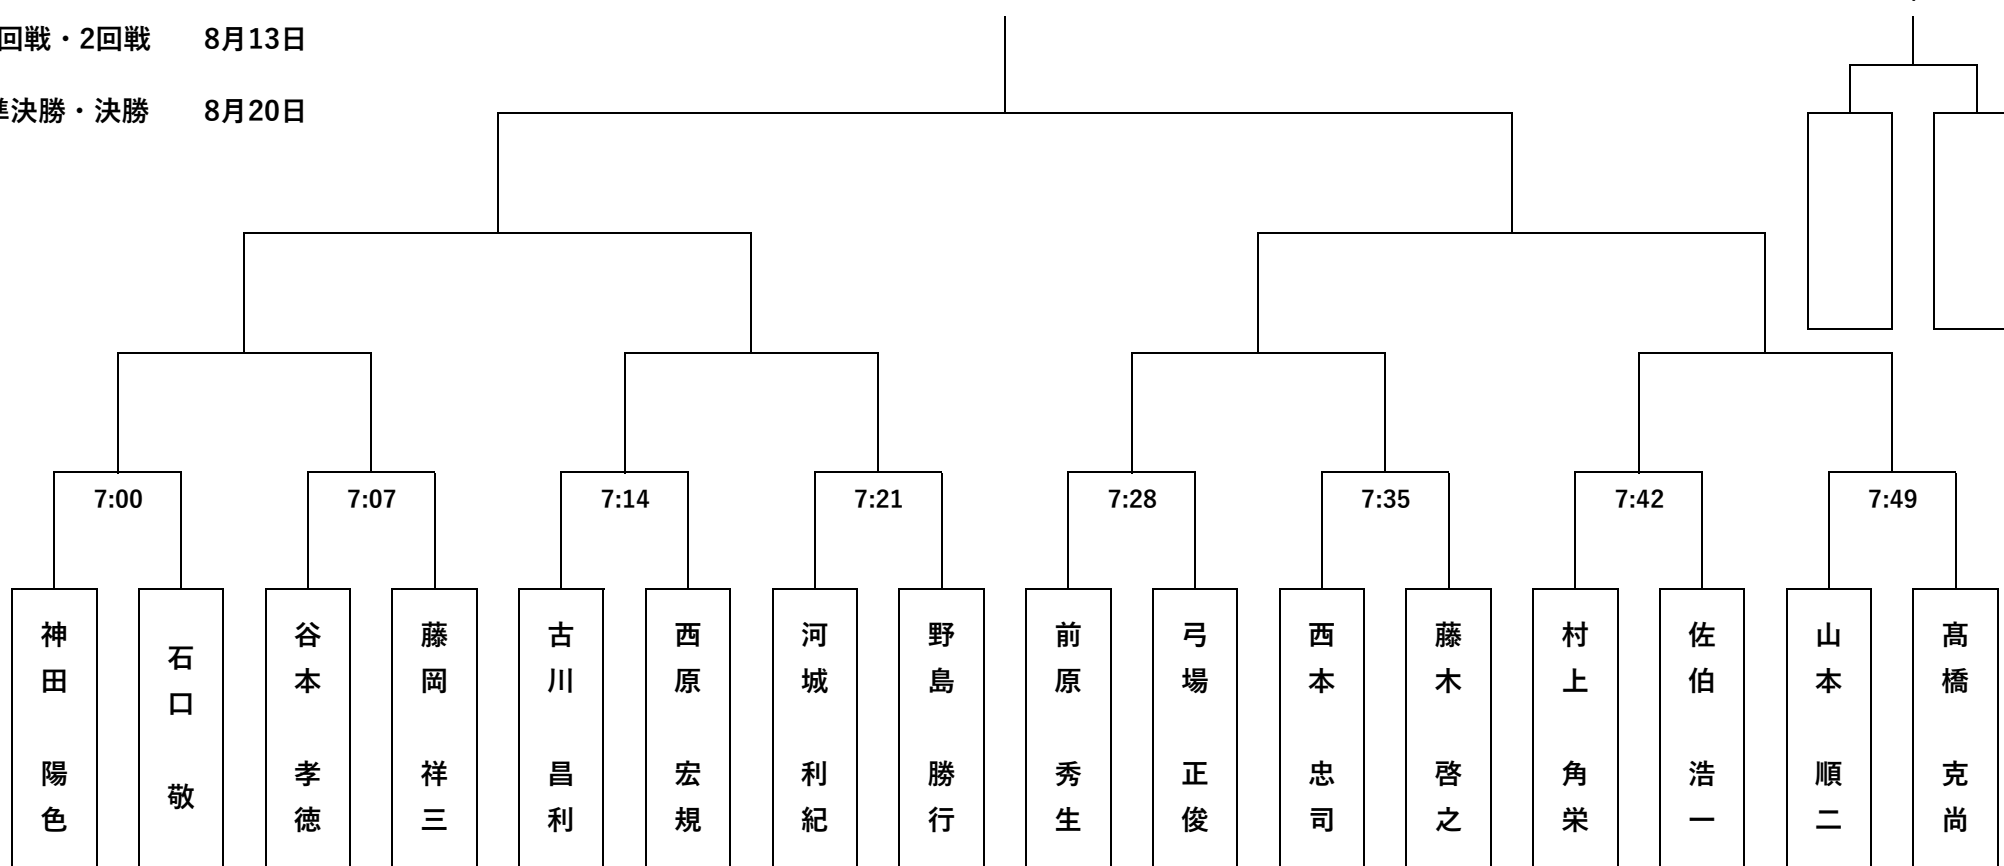 回戦・2回戦　8月13日
決勝・決勝　8月20日
7:00
7:07
7:14
7:21
7:28
7:35
7:42
7:49
神田　陽色
石口　敬
谷本　孝徳
藤岡　祥三
古川　昌利
西原　宏規
河城　利紀
野島　勝行
前原　秀生
弓場　正俊
西本　忠司
藤木　啓之
村上　角栄
佐伯　浩一
山本　順二
髙橋　克尚